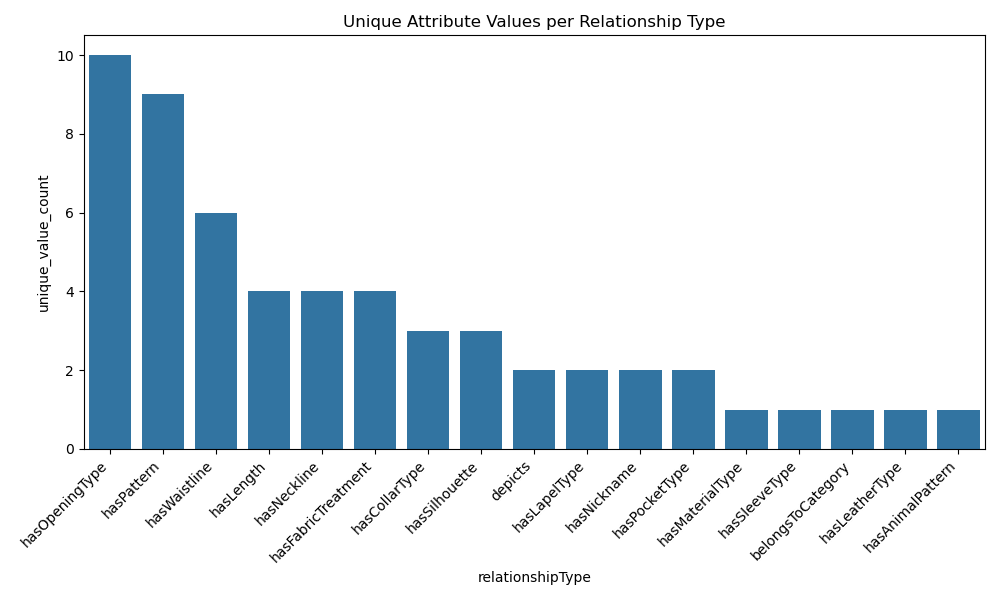 Unique Attribute Values per Relationship Type
unique_value_count
10
8
6
4
2
0
hasOpeningType
hasPattern
hasWaistline
hasLength
hasNeckline
hasFabricTreatment
hasCollarType
hasSilhouette
depicts
hasLapelType
hasNickname
hasPocketType
hasMaterialType
hasSleeveType
belongsToCategory
hasLeatherType
hasAnimalPattern
relationshipType